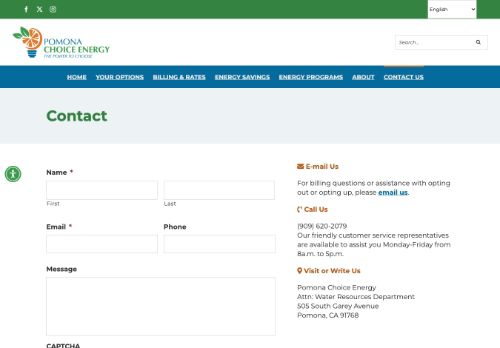 English
POMONA
CHOICE ENERGY
THE POWER TO CHOOSE
Search...
HOME YOUR OPTIONS BILLING & RATES ENERGY SAVINGS ENERGY PROGRAMS ABOUT CONTACT US
Contact
Name *
First Last
Email * Phone
Message
CAPTCHA
E-mail Us
For billing questions or assistance with opting
out or opting up, please email us.
Call Us
(909) 620-2079
Our friendly customer service representatives
are available to assist you Monday-Friday from
8a.m. to 5p.m.
Visit or Write Us
Pomona Choice Energy
Attn: Water Resources Department
505 South Garey Avenue
Pomona, CA 91768